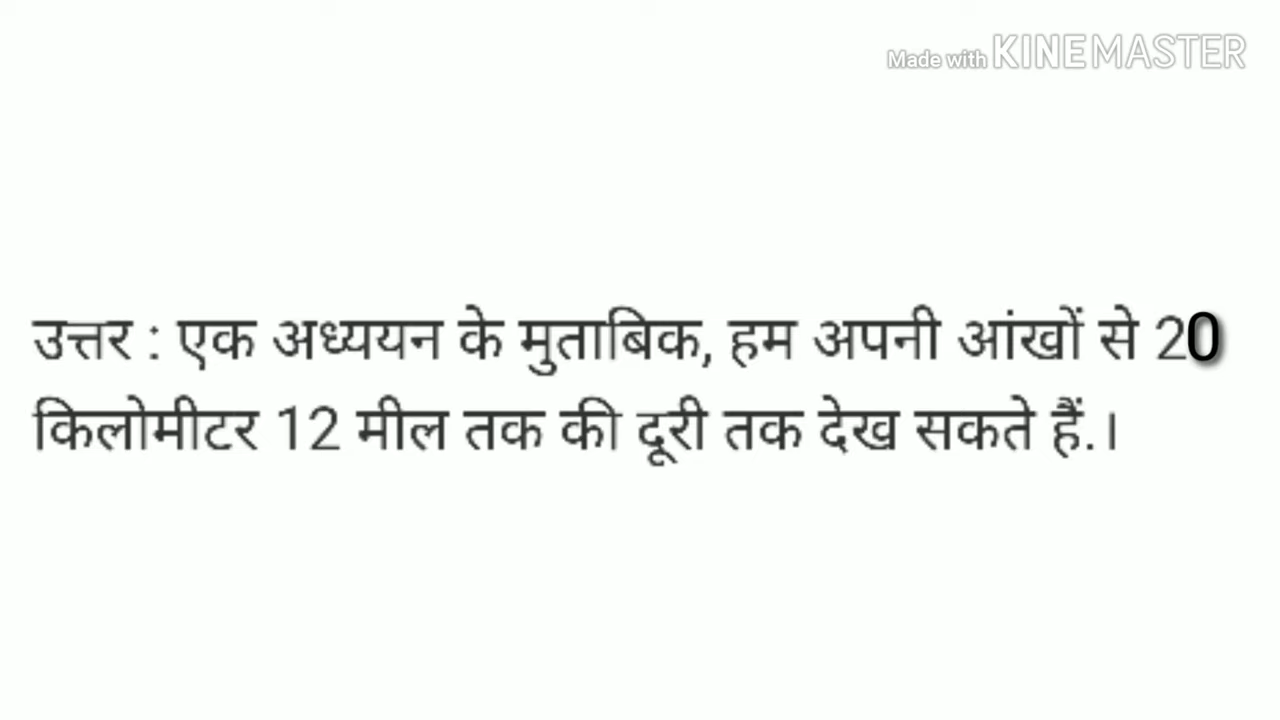 Made with KINEMASTER
उत्तर : एक अध्ययन के मुताबिक, हम अपनी आंखों से 20
किलोमीटर 12 मील तक की दूरी तक देख सकते हैं.।